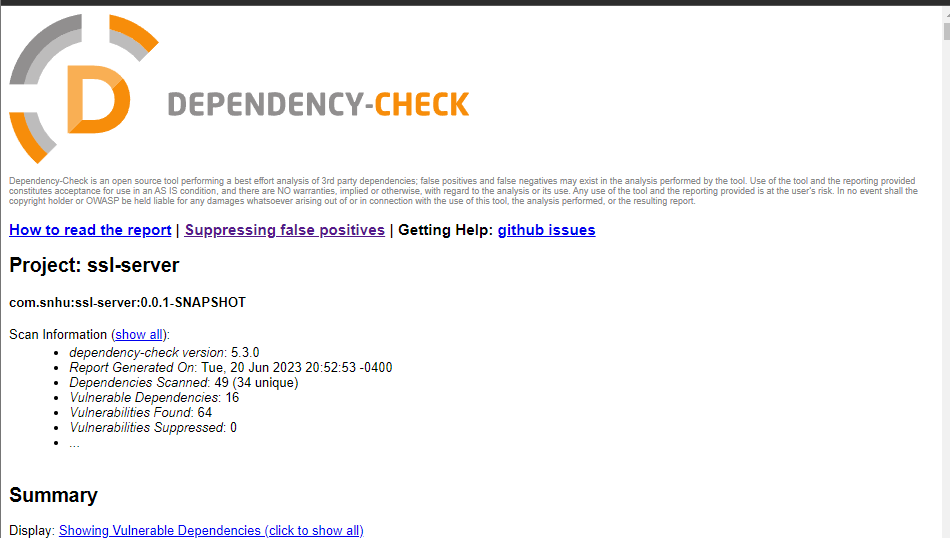 D
DEPENDENCY-CHECK
Dependency-Check is an open source tool performing a best effort analysis of 3rd party dependencies; false positives and false negatives may exist in the analysis performed by the tool. Use of the tool and the reporting provided
constitutes acceptance for use in an AS IS condition, and there are NO warranties, implied or otherwise, with regard to the analysis or its use. Any use of the tool and the reporting provided is at the user's risk. In no event shall the
copyright holder or OWASP be held liable for any damages whatsoever arising out of or in connection with the use of this tool, the analysis performed, or the resulting report.
How to read the report | Suppressing false positives | Getting Help: github issues
Project: ssl-server
com.snhu:ssl-server:0.0.1-SNAPSHOT
Scan Information (show all):
• dependency-check version: 5.3.0
• Report Generated On: Tue, 20 Jun 2023 20:52:53 -0400
• Dependencies Scanned: 49 (34 unique)
• Vulnerable Dependencies: 16
• Vulnerabilities Found: 64
• Vulnerabilities Suppressed: 0
• ...
Summary
Display: Showing Vulnerable Dependencies (click to show all)